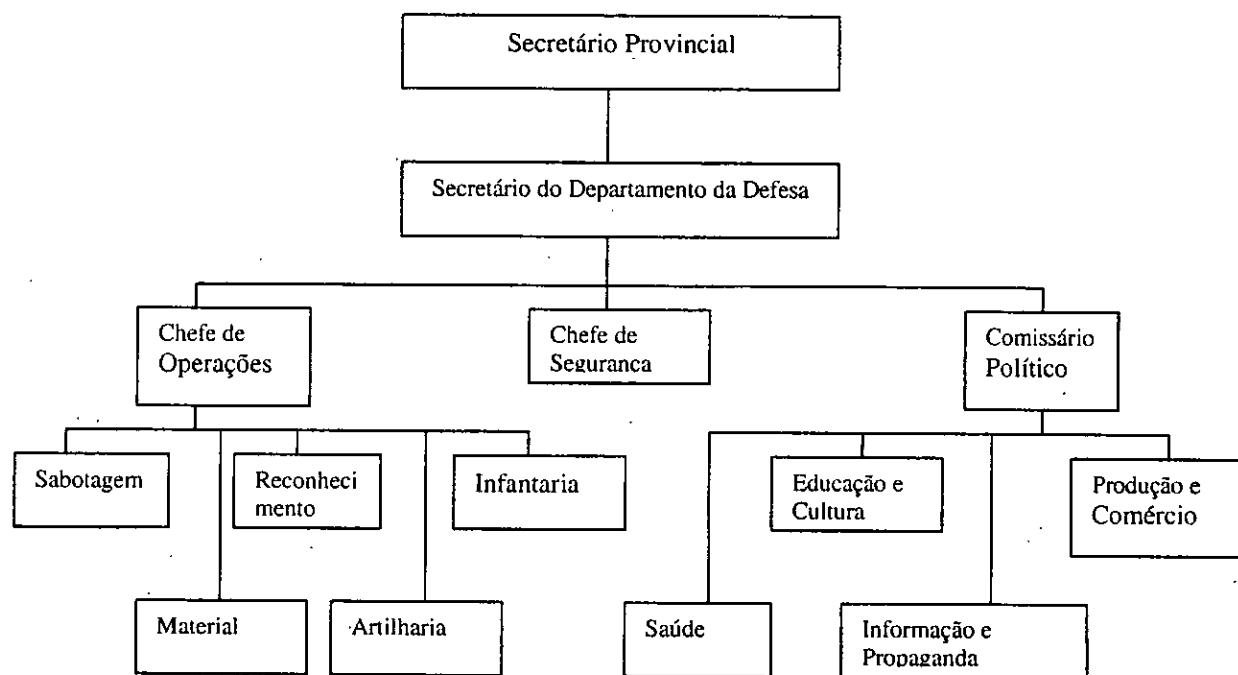 Secretário Provincial
Secretário do Departamento da Defesa
Chefe de
Operações
Chefe de
Segurança
Comissário
Político
Sabotagem
Reconheci
mento
Infantaria
Educação e
Cultura
Produção e
Comércio
Material
Artilharia
Saúde
Informação e
Propaganda